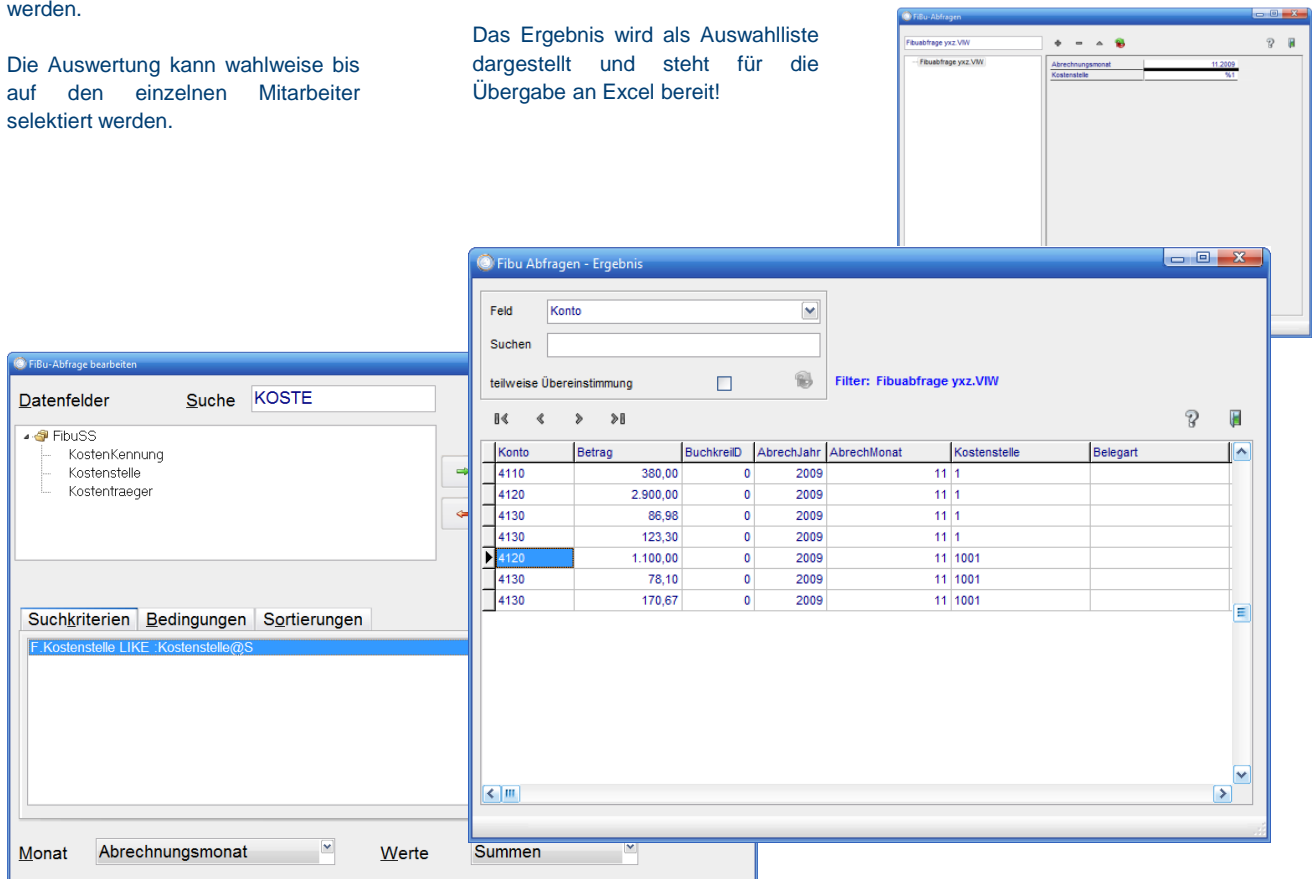 werden.
Die Auswertung kann wahlweise bis
auf den einzelnen Mitarbeiter
selektiert werden.
Das Ergebnis wird als Auswahlliste
dargestellt und steht für die
Übergabe an Excel bereit!
FiBu-Abfragen
Fibuabfrage yxz.VIW
Fibuabfrage yxz.VIW
Abrechnungsmonat 11.2009
Kostenstelle %1
Fibu Abfragen - Ergebnis
Feld Konto
Suchen
teilweise Übereinstimmung
Filter: Fibuabfrage yxz.VIW
Konto Betrag BuchkreiID AbrechJahr AbrechMonat Kostenstelle Belegart
4110 380,00 0 2009 11 1
4120 2.900,00 0 2009 11 1
4130 86,98 0 2009 11 1
4130 123,30 0 2009 11 1
4120 1.100,00 0 2009 11 1001
4130 78,10 0 2009 11 1001
4130 170,67 0 2009 11 1001
FiBu-Abfrage bearbeiten
Datenfelder Suche KOSTE
FibuSS
KostenKennung
Kostenstelle
Kostentraeger
Suchkriterien Bedingungen Sortierungen
F.Kostenstelle LIKE :Kostenstelle@S
Monat Abrechnungsmonat Werte Summen